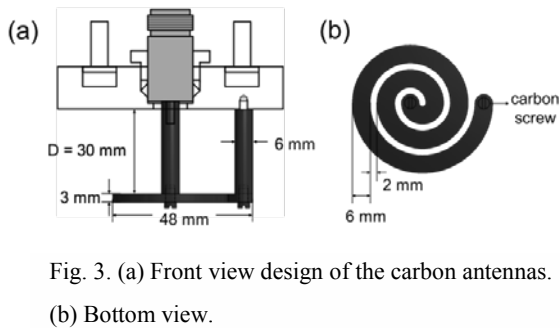 (a)
(b)
carbon
screw
D = 30 mm
6 mm
3 mm
48 mm
2 mm
6 mm
Fig. 3. (a) Front view design of the carbon antennas.
(b) Bottom view.